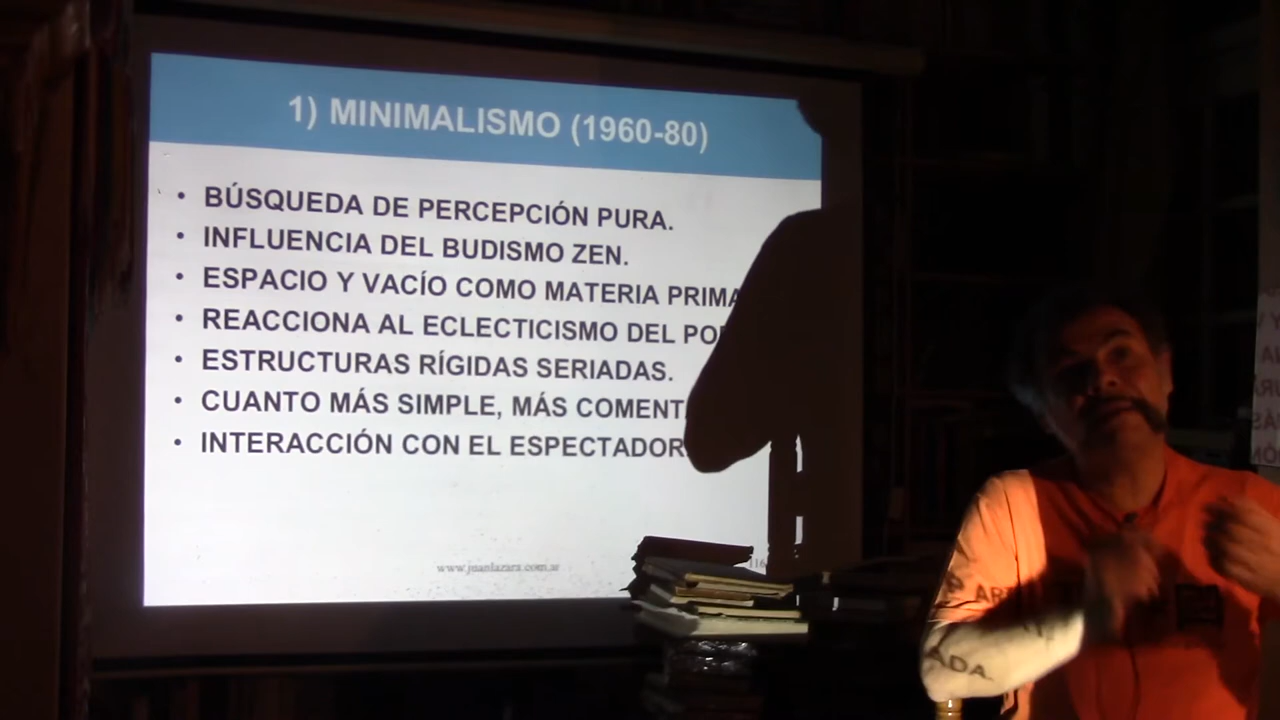 1) MINIMALISMO (1960-80)
• BÚSQUEDA DE PERCEPCIÓN PURA.
• INFLUENCIA DEL BUDISMO ZEN.
• ESPACIO Y VACÍO COMO MATERIA PRIMA
• REACCIONA AL ECLECTICISMO DEL PO
• ESTRUCTURAS RÍGIDAS SERIADAS.
• CUANTO MÁS SIMPLE, MÁS COMENT
• INTERACCIÓN CON EL ESPECTADOR
www.juanlazara.com.ar
116
ADA.